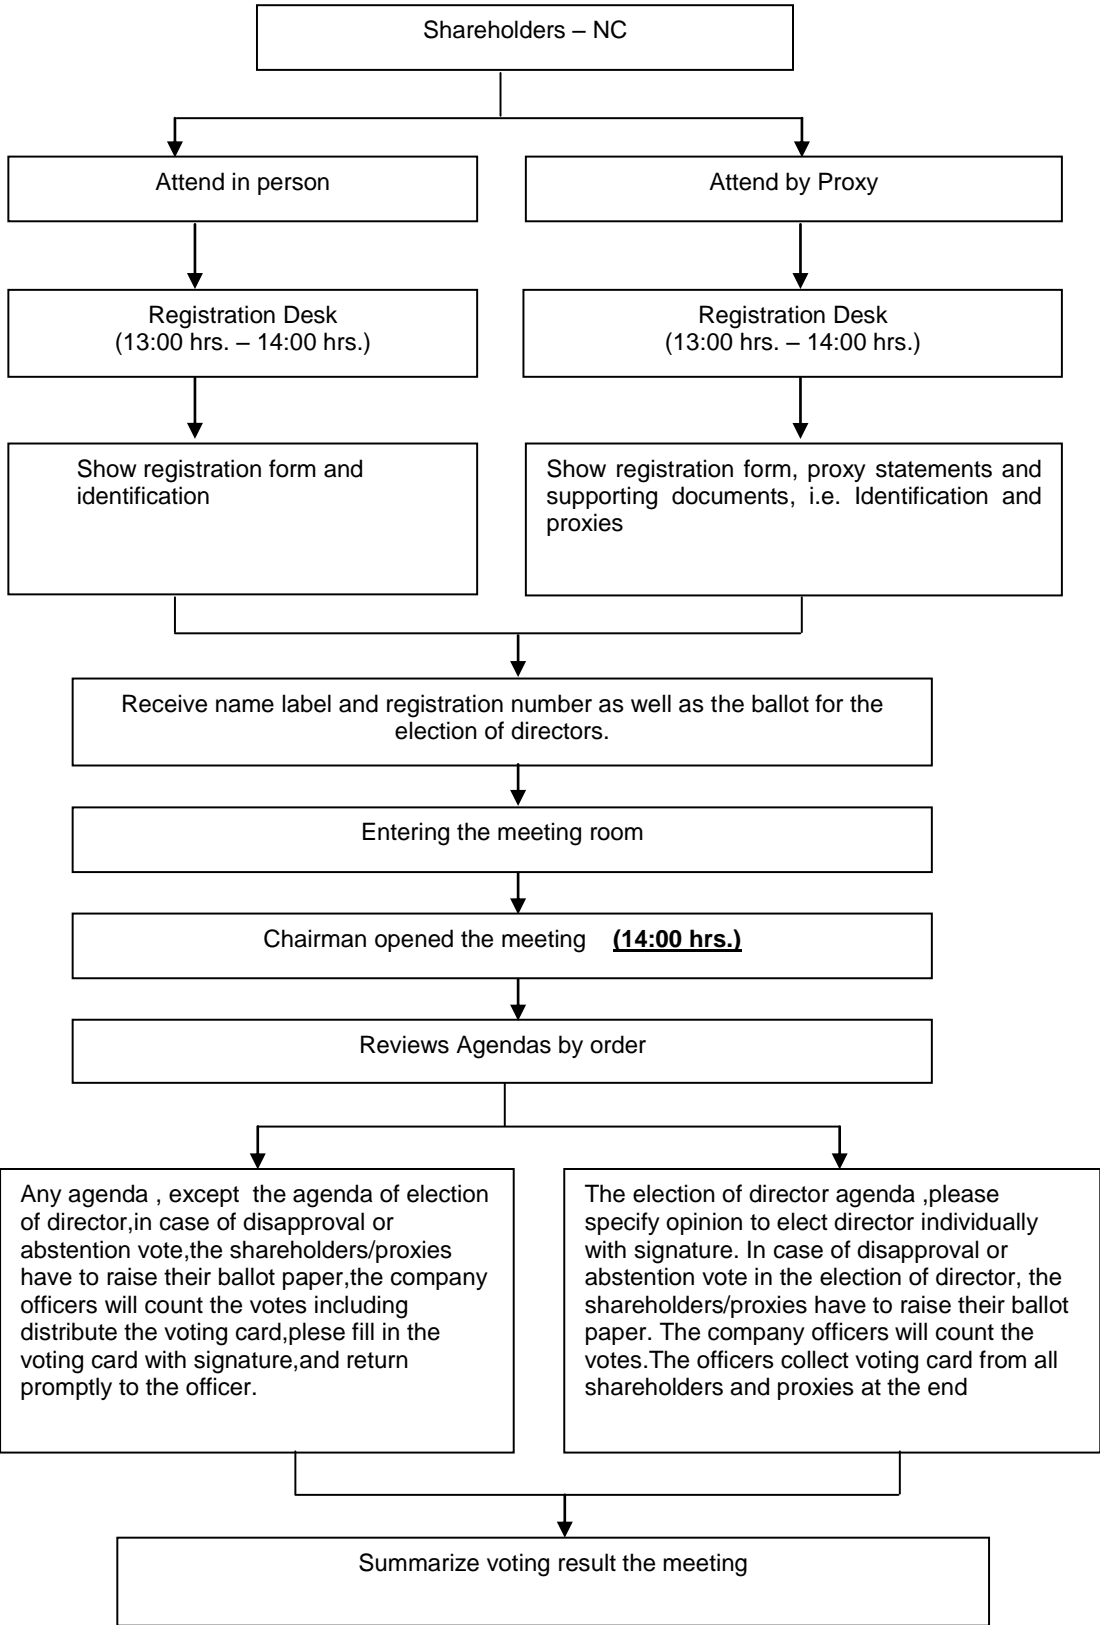 Shareholders – NC
Attend in person
Attend by Proxy
Registration Desk
(13:00 hrs. – 14:00 hrs.)
Registration Desk
(13:00 hrs. – 14:00 hrs.)
Show registration form and
identification
Show registration form, proxy statements and
supporting documents, i.e. Identification and
proxies
Receive name label and registration number as well as the ballot for the
election of directors.
Entering the meeting room
Chairman opened the meeting (14:00 hrs.)
Reviews Agendas by order
Any agenda , except the agenda of election
of director,in case of disapproval or
abstention vote,the shareholders/proxies
have to raise their ballot paper,the company
officers will count the votes including
distribute the voting card,plese fill in the
voting card with signature,and return
promptly to the officer.
The election of director agenda ,please
specify opinion to elect director individually
with signature. In case of disapproval or
abstention vote in the election of director, the
shareholders/proxies have to raise their ballot
paper. The company officers will count the
votes.The officers collect voting card from all
shareholders and proxies at the end
Summarize voting result the meeting